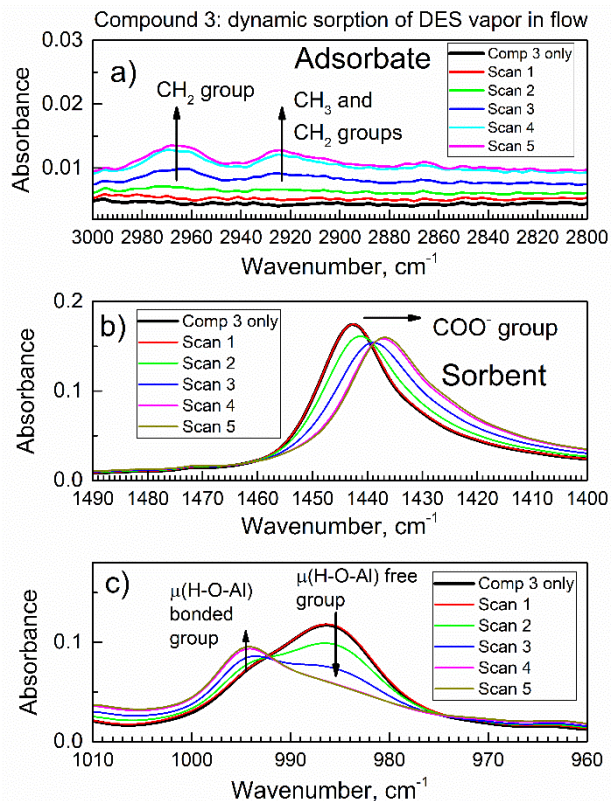 Compound 3: dynamic sorption of DES vapor in flow
a)
Adsorbate
CH₂ group
CH₃ and
CH₂ groups
Comp 3 only
Scan 1
Scan 2
Scan 3
Scan 4
Scan 5
0.03
0.02
0.01
Absorbance
3000 2980 2960 2940 2920 2900 2880 2860 2840 2820 2800
Wavenumber, cm⁻¹
b)
Comp 3 only
Scan 1
Scan 2
Scan 3
Scan 4
Scan 5
COO⁻ group
Sorbent
0.2
0.1
0.0
Absorbance
1490 1480 1470 1460 1450 1440 1430 1420 1410 1400
Wavenumber, cm⁻¹
c)
μ(H-O-Al)
bonded
group
μ(H-O-Al) free
group
Comp 3 only
Scan 1
Scan 2
Scan 3
Scan 4
Scan 5
0.1
0.0
Absorbance
1010 1000 990 980 970 960
Wavenumber, cm⁻¹